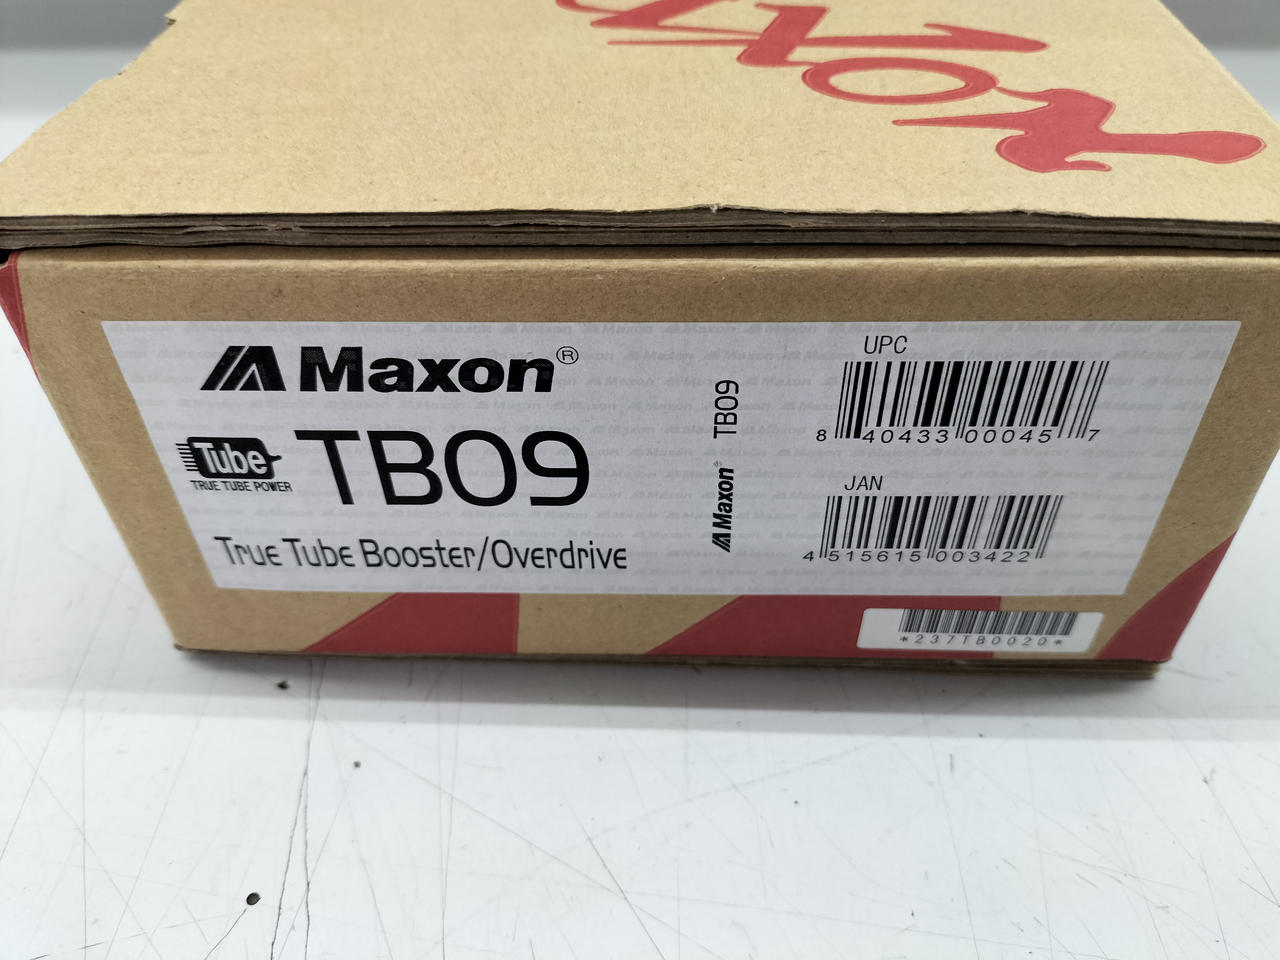 Maxon
Maxon®
Tube
TRUE TUBE POWER
TB09
True Tube Booster/Overdrive
Maxon® TB09
UPC
8 40433 00045 7
JAN
4 515615 003422
*237TB0020*